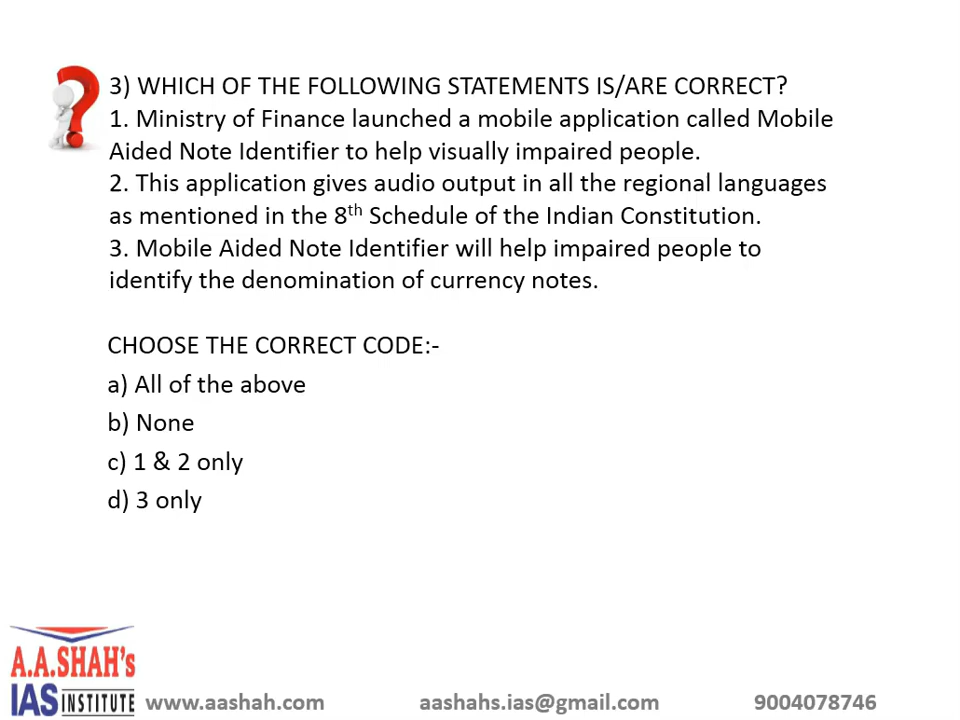 3) WHICH OF THE FOLLOWING STATEMENTS IS/ARE CORRECT?
1. Ministry of Finance launched a mobile application called Mobile
Aided Note Identifier to help visually impaired people.
2. This application gives audio output in all the regional languages
as mentioned in the 8th Schedule of the Indian Constitution.
3. Mobile Aided Note Identifier will help impaired people to
identify the denomination of currency notes.
CHOOSE THE CORRECT CODE:-
a) All of the above
b) None
c) 1 & 2 only
d) 3 only
A.A.SHAH's
IAS INSTITUTE
www.aashah.com aashahs.ias@gmail.com 9004078746